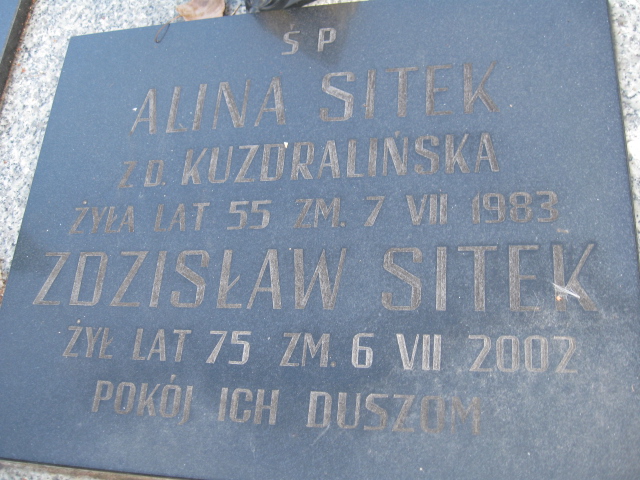 Ś P
ALINA SITEK
Z D. KUZDRALIŃSKA
ŻYŁA LAT 55 ZM. 7 VII 1983
ZDZISŁAW SITEK
ŻYŁ LAT 75 ZM. 6 VII 2002
POKÓJ ICH DUSZOM